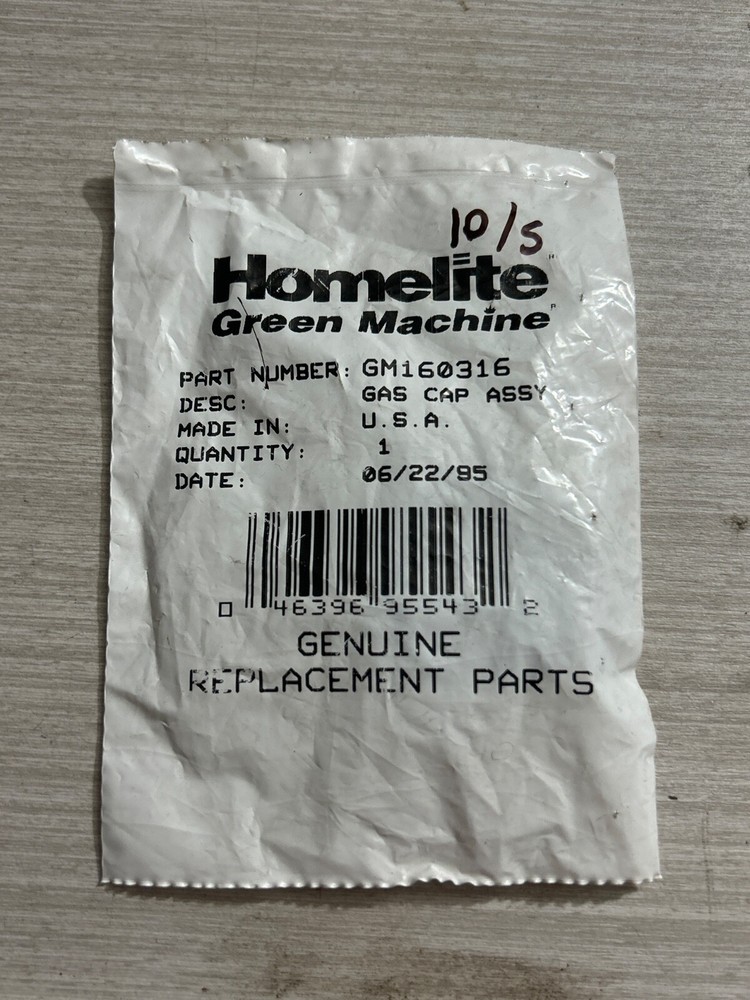 10/5
Homelite
Green Machine
PART NUMBER: GM160316
DESC: GAS CAP ASSY
MADE IN: U.S.A.
QUANTITY: 1
DATE: 06/22/95
0 46396 95543 2
GENUINE
REPLACEMENT PARTS